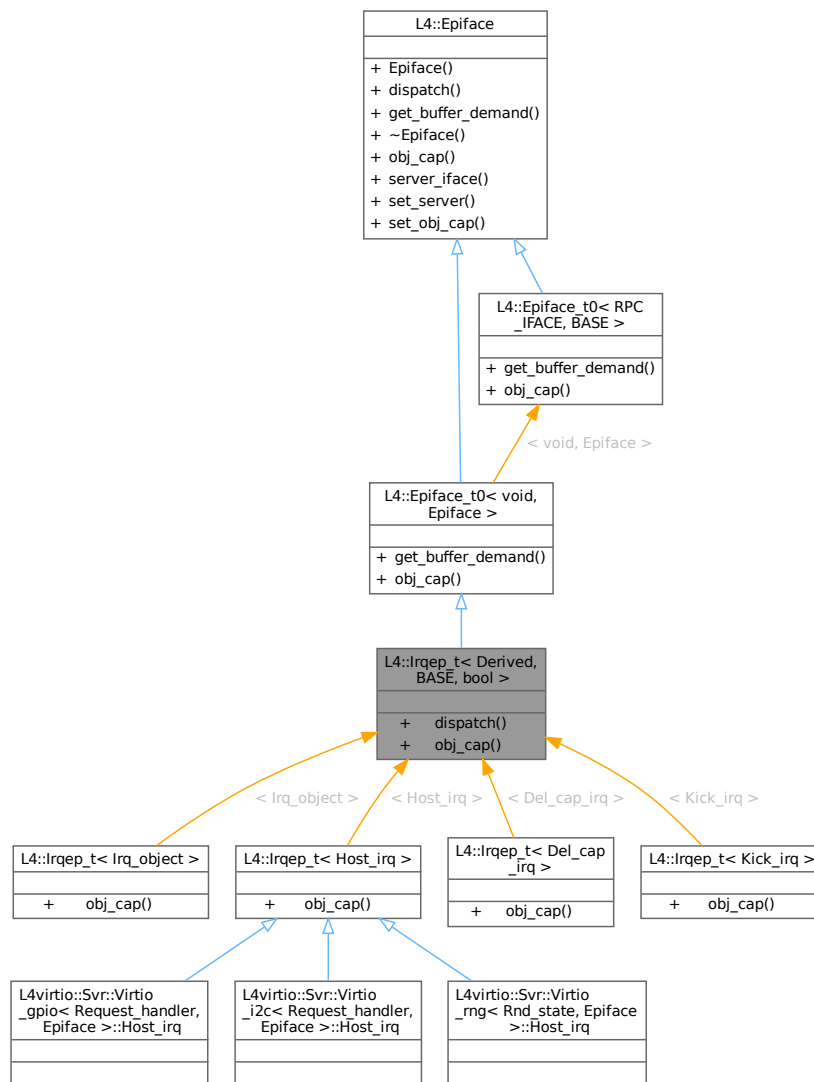 L4::Epiface
+ Epiface()
+ dispatch()
+ get_buffer_demand()
+ ~Epiface()
+ obj_cap()
+ server_iface()
+ set_server()
+ set_obj_cap()
L4::Epiface_t0< RPC
_IFACE, BASE >
+ get_buffer_demand()
+ obj_cap()
< void, Epiface >
L4::Epiface_t0< void,
Epiface >
+ get_buffer_demand()
+ obj_cap()
L4::Irqep_t< Derived,
BASE, bool >
+ dispatch()
+ obj_cap()
< Irq_object >
< Host_irq >
< Del_cap_irq >
< Kick_irq >
L4::Irqep_t< Irq_object >
+ obj_cap()
L4::Irqep_t< Host_irq >
+ obj_cap()
L4::Irqep_t< Del_cap
_irq >
+ obj_cap()
L4::Irqep_t< Kick_irq >
+ obj_cap()
L4virtio::Svr::Virtio
_gpio< Request_handler,
Epiface >::Host_irq
L4virtio::Svr::Virtio
_i2c< Request_handler,
Epiface >::Host_irq
L4virtio::Svr::Virtio
_rng< Rnd_state, Epiface
>::Host_irq